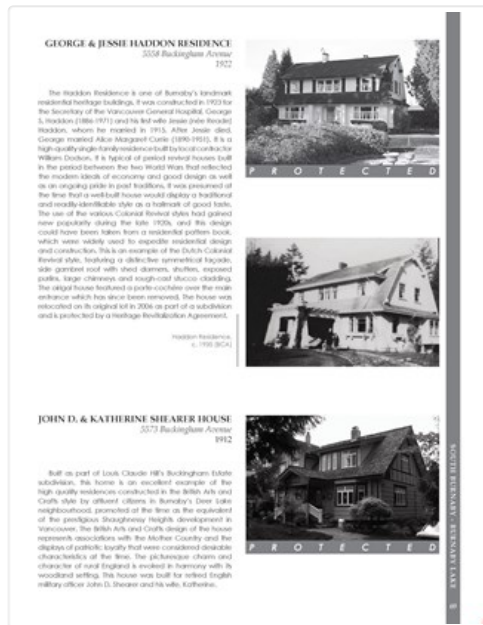 GEORGE & JESSIE HADDON RESIDENCE
5558 Buckingham Avenue
1922
The Haddon Residence is one of Burnaby's landmark
residential heritage buildings. It was constructed in 1923 for
the Secretary of the Vancouver General Hospital, George
S. Haddon (1886-1971) and his first wife Jessie (née Reade)
Haddon, whom he married in 1915. After Jessie died,
George married Alice Margaret Currie (1890-1951). It is a
high-quality single-family residence built by local contractor
William Dodson. It is typical of period revival houses built
in the period between the two World Wars that reflected
the modern ideals of economy and good design as well
as an ongoing pride in past traditions. It was presumed at
the time that a well-built house would display a traditional
and readily-identifiable style as a hallmark of good taste.
The use of the various Colonial Revival styles had gained
new popularity during the late 1920s, and this design
could have been taken from a residential pattern book,
which were widely used to expedite residential design
and construction. This is an example of the Dutch Colonial
Revival style, featuring a distinctive symmetrical façade,
side gambrel roof with shed dormers, shutters, exposed
purlins, large chimneys and rough-cast stucco cladding.
The original house featured a porte-cochère over the main
entrance which has since been removed. The house was
relocated on its original lot in 2006 as part of a subdivision
and is protected by a Heritage Revitalization Agreement.
Haddon Residence,
c. 1930 (BCA)
PROTECTED
JOHN D. & KATHERINE SHEARER HOUSE
5573 Buckingham Avenue
1912
Built as part of Louis Claude Hill's Buckingham Estate
subdivision, this home is an excellent example of the
high quality residences constructed in the British Arts and
Crafts style by affluent citizens in Burnaby's Deer Lake
neighbourhood, promoted at the time as the equivalent
of the prestigious Shaughnessy Heights development in
Vancouver. The British Arts and Crafts design of the house
represents associations with the Mother Country and the
displays of patriotic loyalty that were considered desirable
characteristics at the time. The picturesque charm and
character of rural England is evoked in harmony with its
woodland setting. This house was built for retired English
military officer John D. Shearer and his wife, Katherine.
PROTECTED
SOUTH BURNABY - BURNABY LAKE